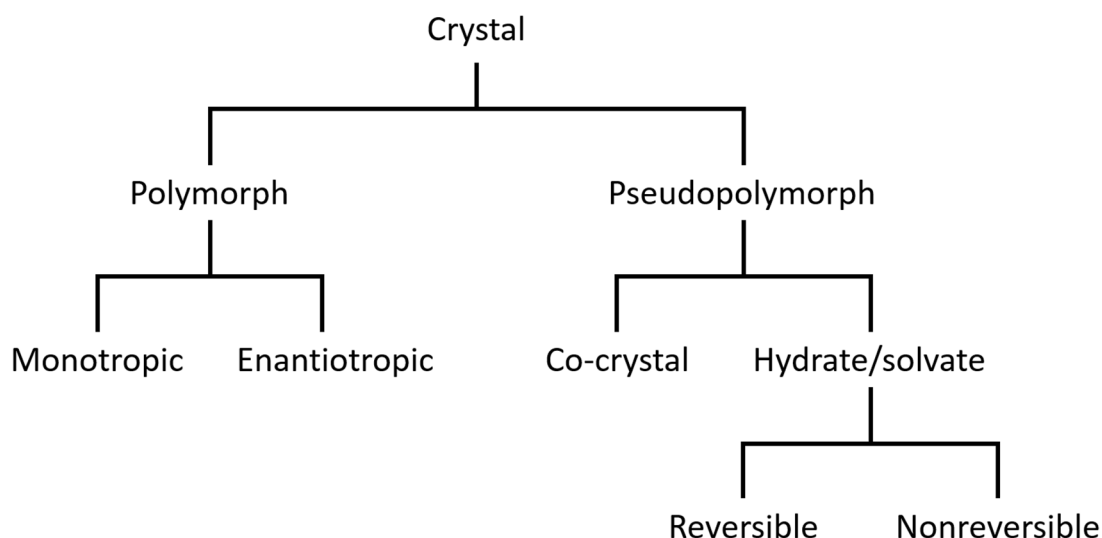 Crystal
Polymorph Pseudopolymorph
Monotropic Enantiotropic Co-crystal Hydrate/solvate
Reversible Nonreversible